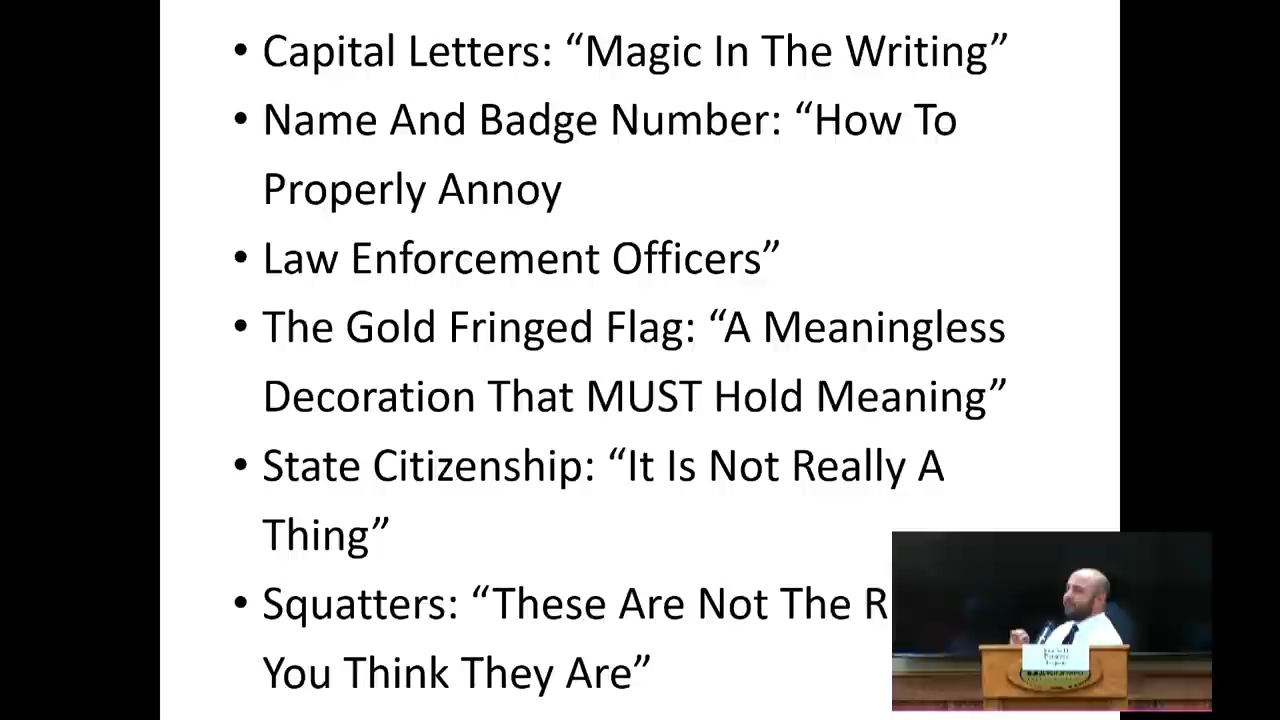 • Capital Letters: “Magic In The Writing”
• Name And Badge Number: “How To
Properly Annoy
• Law Enforcement Officers”
• The Gold Fringed Flag: “A Meaningless
Decoration That MUST Hold Meaning”
• State Citizenship: “It Is Not Really A
Thing”
• Squatters: “These Are Not The R
You Think They Are”